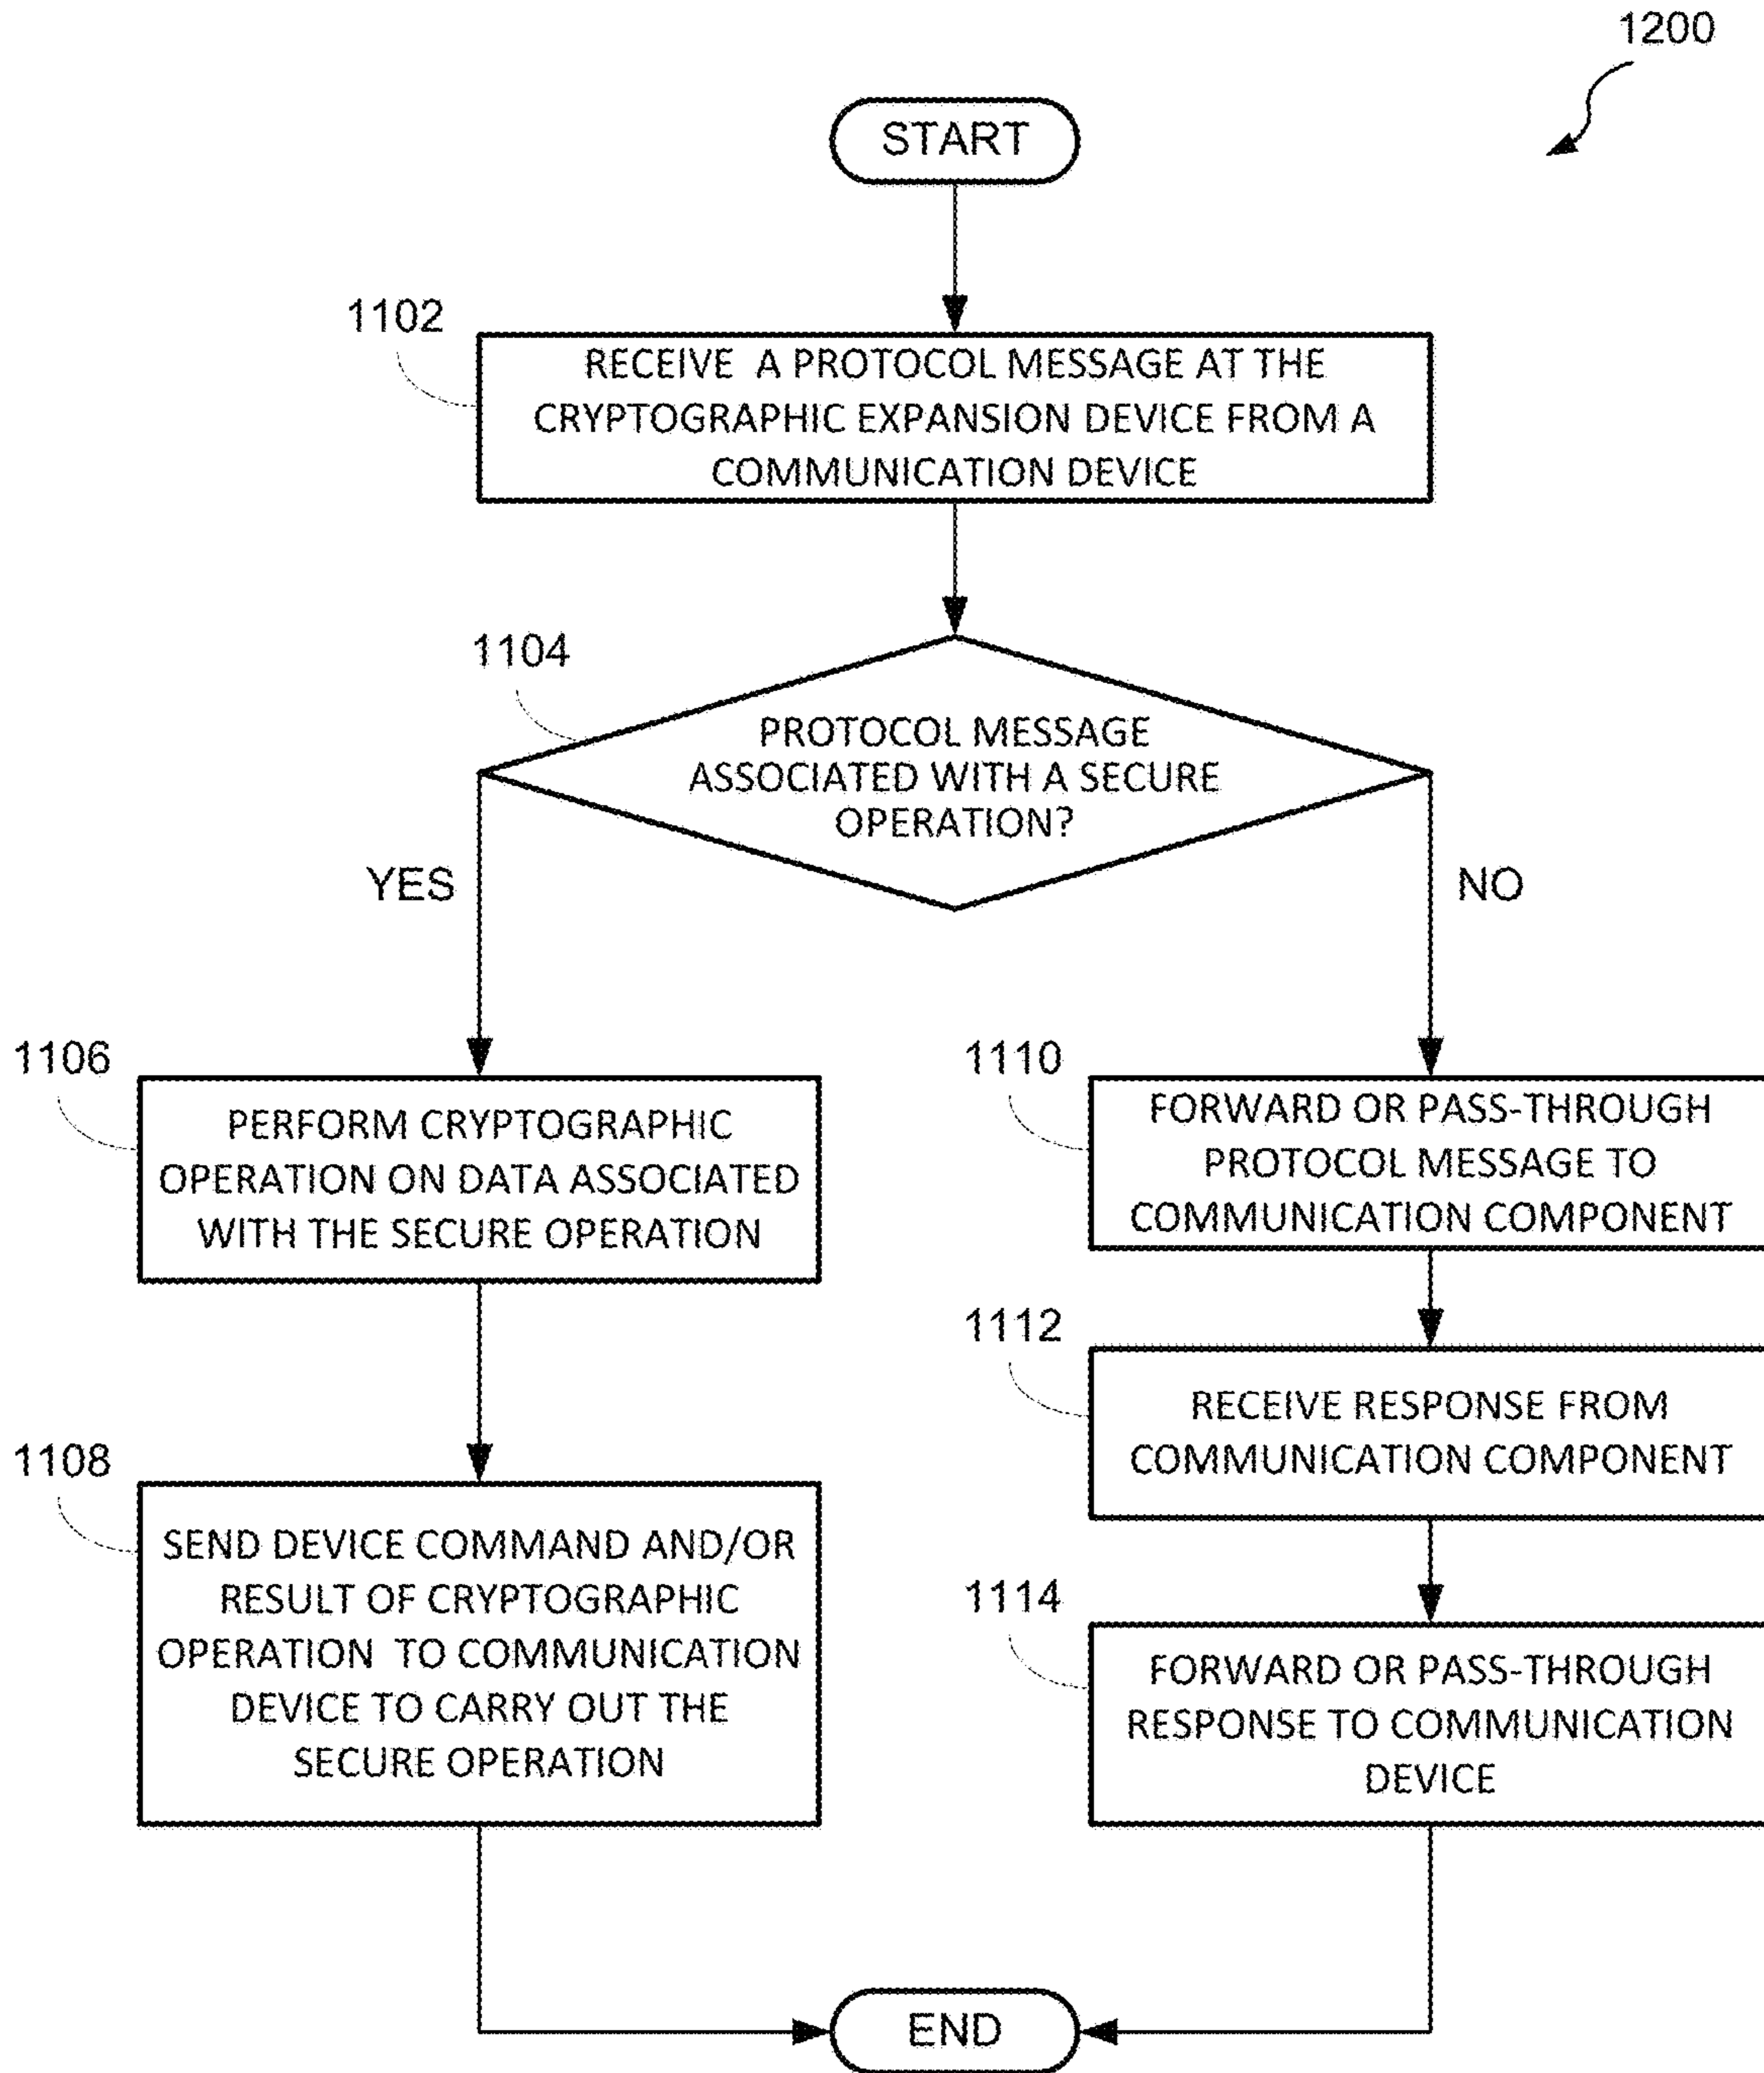 1200
START
1102
RECEIVE A PROTOCOL MESSAGE AT THE
CRYPTOGRAPHIC EXPANSION DEVICE FROM A
COMMUNICATION DEVICE
1104
PROTOCOL MESSAGE
ASSOCIATED WITH A SECURE
OPERATION?
YES
NO
1106
PERFORM CRYPTOGRAPHIC
OPERATION ON DATA ASSOCIATED
WITH THE SECURE OPERATION
1108
SEND DEVICE COMMAND AND/OR
RESULT OF CRYPTOGRAPHIC
OPERATION TO COMMUNICATION
DEVICE TO CARRY OUT THE
SECURE OPERATION
1110
FORWARD OR PASS-THROUGH
PROTOCOL MESSAGE TO
COMMUNICATION COMPONENT
1112
RECEIVE RESPONSE FROM
COMMUNICATION COMPONENT
1114
FORWARD OR PASS-THROUGH
RESPONSE TO COMMUNICATION
DEVICE
END